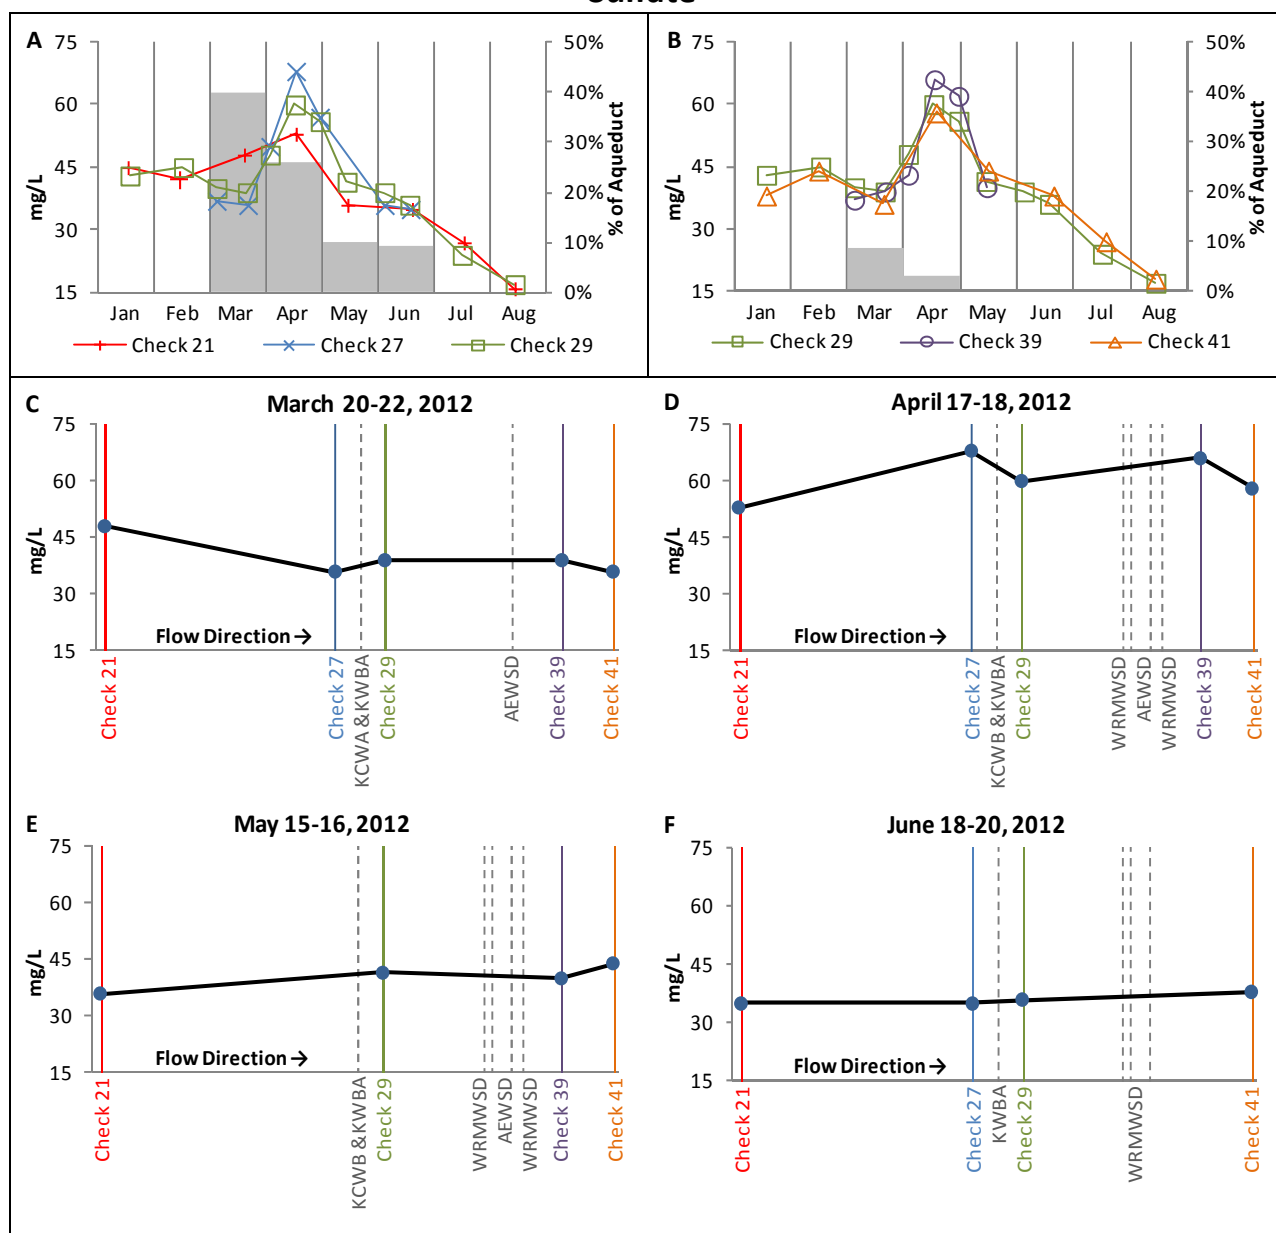 A
75
60
45
30
15
mg/L
50%
40%
30%
20%
10%
0%
% of Aqueduct
Jan Feb Mar Apr May Jun Jul Aug
Check 21 Check 27 Check 29
B
75
60
45
30
15
mg/L
50%
40%
30%
20%
10%
0%
% of Aqueduct
Jan Feb Mar Apr May Jun Jul Aug
Check 29 Check 39 Check 41
C
March 20-22, 2012
75
60
45
30
15
mg/L
Flow Direction →
Check 21
Check 27
KCWA & KWBA
Check 29
AEWSD
Check 39
Check 41
D
April 17-18, 2012
75
60
45
30
15
mg/L
Flow Direction →
Check 21
Check 27
KCWB & KWBA
Check 29
WRMWSD
AEWSD
WRMWSD
Check 39
Check 41
E
May 15-16, 2012
75
60
45
30
15
mg/L
Flow Direction →
Check 21
KCWB & KWBA
Check 29
WRMWSD
AEWSD
WRMWSD
Check 39
Check 41
F
June 18-20, 2012
75
60
45
30
15
mg/L
Flow Direction →
Check 21
Check 27
KWBA
Check 29
WRMWSD
Check 41